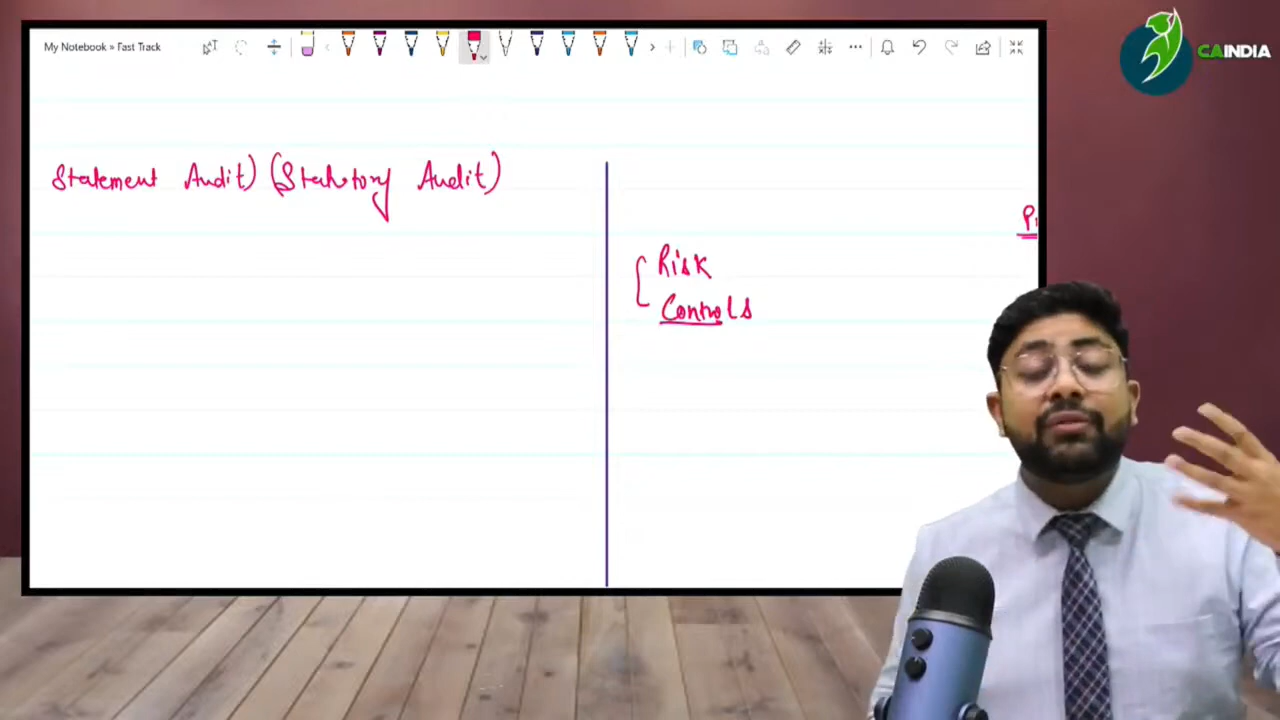 My Notebook » Fast Track
CAINDIA
Statement Audit) (Statutory Audit)
Risk
Controls